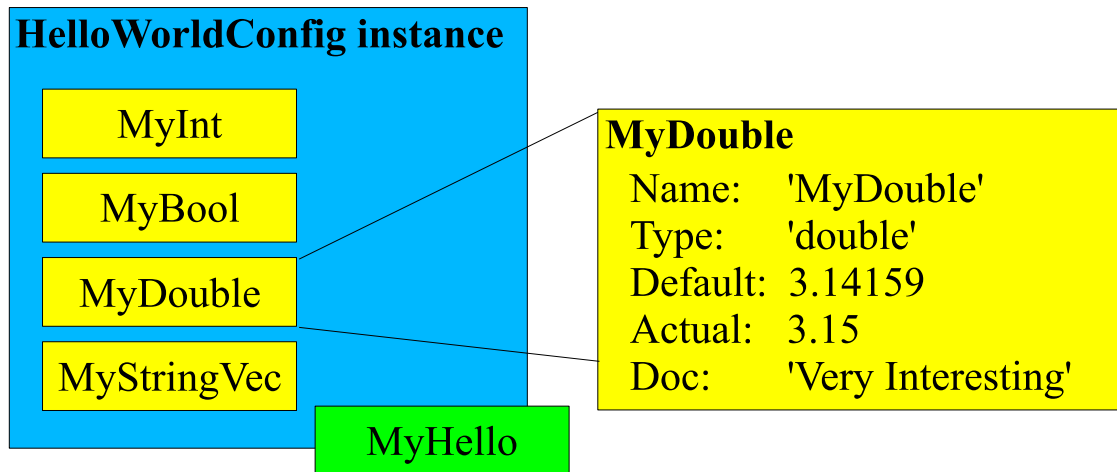 HelloWorldConfig instance
MyInt
MyBool
MyDouble
MyStringVec
MyHello
MyDouble
Name: 'MyDouble'
Type: 'double'
Default: 3.14159
Actual: 3.15
Doc: 'Very Interesting'